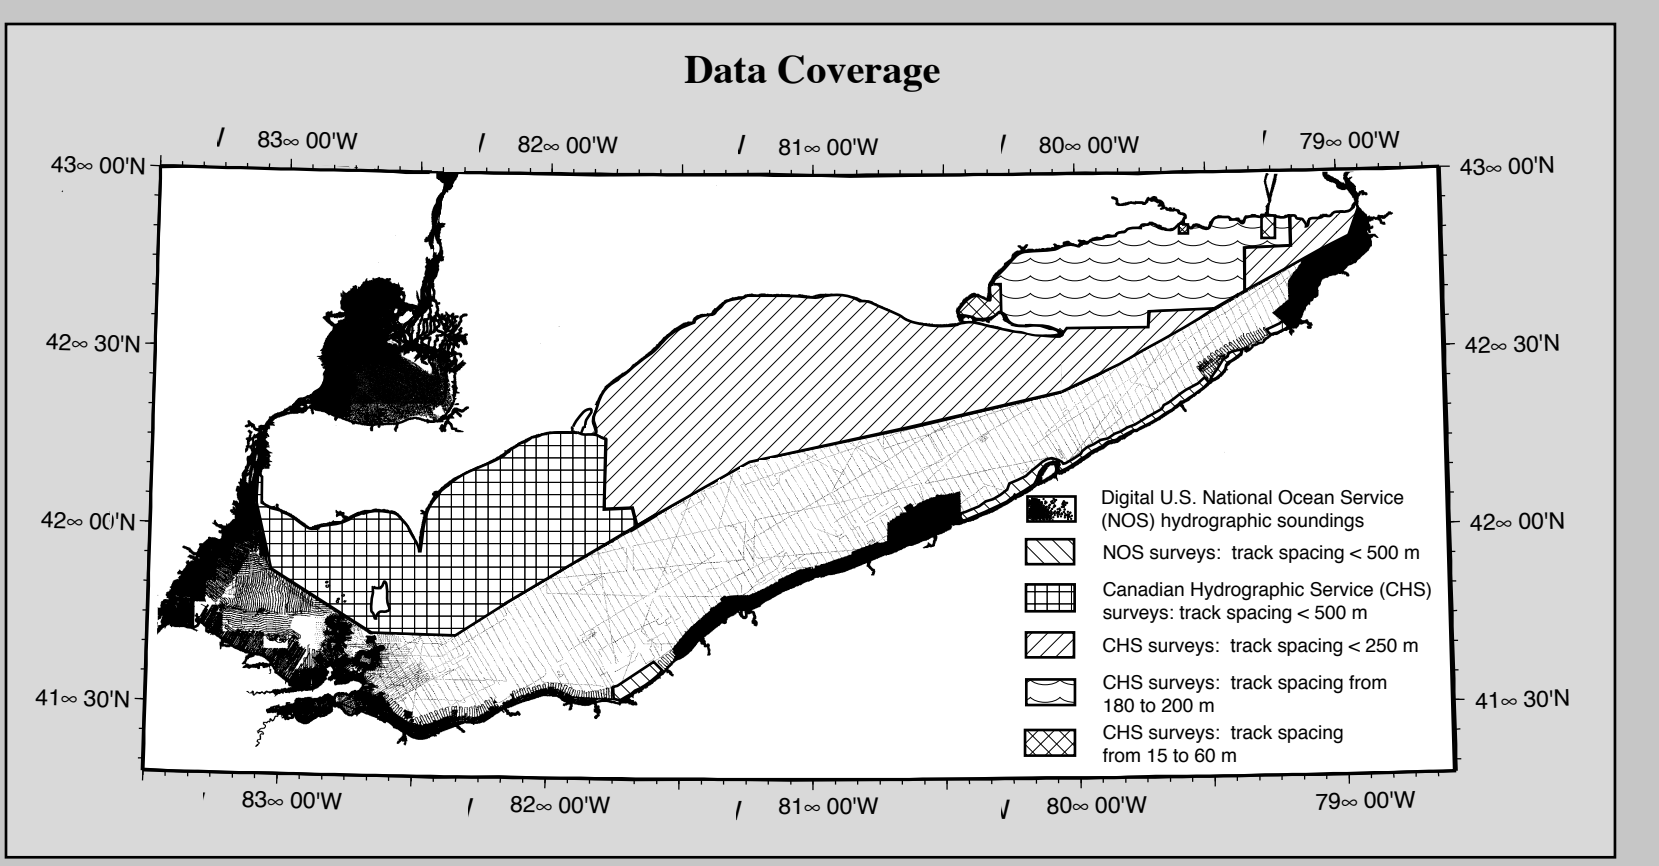 Data Coverage
83∞ 00'W 82∞ 00'W 81∞ 00'W 80∞ 00'W 79∞ 00'W
43∞ 00'N 43∞ 00'N
42∞ 30'N 42∞ 30'N
42∞ 00'N 42∞ 00'N
41∞ 30'N 41∞ 30'N
Digital U.S. National Ocean Service
(NOS) hydrographic soundings
NOS surveys: track spacing < 500 m
Canadian Hydrographic Service (CHS)
surveys: track spacing < 500 m
CHS surveys: track spacing < 250 m
CHS surveys: track spacing from
180 to 200 m
CHS surveys: track spacing
from 15 to 60 m
83∞ 00'W 82∞ 00'W 81∞ 00'W 80∞ 00'W 79∞ 00'W